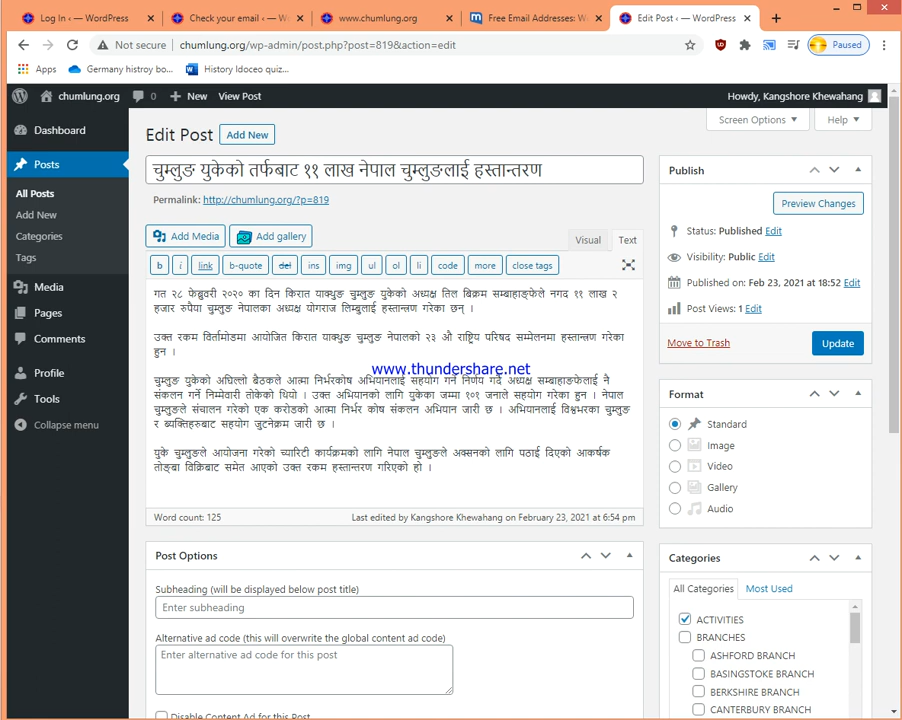 Log In ‹ — WordPress
Check your email ‹ — W
www.chumlung.org
Free Email Addresses: W
Edit Post ‹ — WordPress
Not secure chumlung.org/wp-admin/post.php?post=819&action=edit
Paused
Apps Germany histroy bo... History Idoceo quiz...
chumlung.org 0 New View Post
Howdy, Kangshore Khewahang
Dashboard
Posts
All Posts
Add New
Categories
Tags
Media
Pages
Comments
Profile
Tools
Collapse menu
Screen Options Help
Edit Post Add New
चुम्लुङ युकेको तर्फबाट ११ लाख नेपाल चुम्लुङलाई हस्तान्तरण
Permalink: http://chumlung.org/?p=819
Add Media Add gallery
Visual Text
b i link b-quote del ins img ul ol li code more close tags
गत २८ फेब्रुवरी २०२० का दिन किरात याक्थुङ चुम्लुङ युकेको अध्यक्ष तिल बिक्रम सम्बाहाङ्फेले नगद ११ लाख २
हजार रुपैया चुम्लुङ नेपालका अध्यक्ष योगराज लिम्बुलाई हस्तान्त्रण गरेका छन् ।
उक्त रकम विर्तामोडमा आयोजित किरात याक्थुङ चुम्लुङ नेपालको २३ औ राष्ट्रिय परिषद सम्मेलनमा हस्तान्त्रण गरेका
हुन ।
www.thundershare.net
चुम्लुङ युकेको अघिल्लो बैठकले आत्मा निर्भरकोष अभियानलाई सहयोग गर्ने निर्णय गर्दै अध्यक्ष सम्बाहाङफेलाई नै
संकलन गर्ने निम्मेवारी तोकेको थियो । उक्त अभियानको लागि युकेका जम्मा १०१ जनाले सहयोग गरेका हुन । नेपाल
चुम्लुङले संचालन गरेको एक करोडको आत्मा निर्भर कोष संकलन अभियान जारी छ । अभियानलाई विश्वभरका चुम्लुङ
र ब्यक्तिहरुबाट सहयोग जुटनेक्रम जारी छ ।
युके चुम्लुङले आयोजना गरेको च्यारिटी कार्यक्रमको लागि नेपाल चुम्लुङले अक्सनको लागि पठाई दिएको आकर्षक
तोङ्बा विक्रिबाट समेत आएको उक्त रकम हस्तान्तरण गरिएको हो ।
Word count: 125 Last edited by Kangshore Khewahang on February 23, 2021 at 6:54 pm
Post Options
Subheading (will be displayed below post title)
Enter subheading
Alternative ad code (this will overwrite the global content ad code)
Enter alternative ad code for this post
Disable Content Ad for this Post
Publish
Preview Changes
Status: Published Edit
Visibility: Public Edit
Published on: Feb 23, 2021 at 18:52 Edit
Post Views: 1 Edit
Move to Trash Update
Format
Standard
Image
Video
Gallery
Audio
Categories
All Categories Most Used
ACTIVITIES
BRANCHES
ASHFORD BRANCH
BASINGSTOKE BRANCH
BERKSHIRE BRANCH
CANTERBURY BRANCH